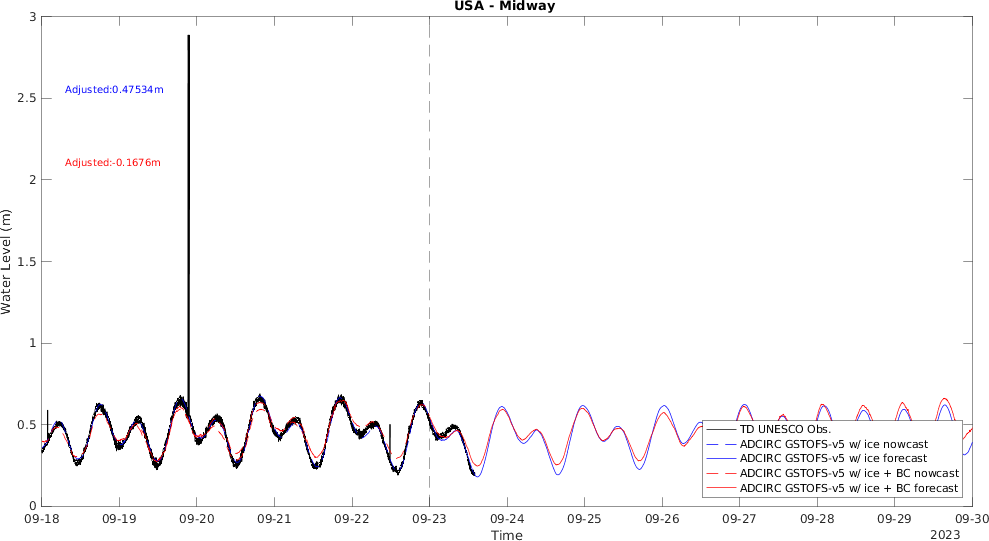 USA - Midway
3
2.5
2
1.5
1
0.5
0
Water Level (m)
Adjusted:0.47534m
Adjusted:-0.1676m
TD UNESCO Obs.
ADCIRC GSTOFS-v5 w/ ice nowcast
ADCIRC GSTOFS-v5 w/ ice forecast
ADCIRC GSTOFS-v5 w/ ice + BC nowcast
ADCIRC GSTOFS-v5 w/ ice + BC forecast
09-18 09-19 09-20 09-21 09-22 09-23 09-24 09-25 09-26 09-27 09-28 09-29 09-30
Time
2023